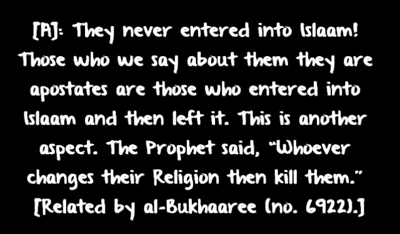 [A]: They never entered into Islaam!
Those who we say about them they are
apostates are those who entered into
Islaam and then left it. This is another
aspect. The Prophet said, “Whoever
changes their Religion then kill them.”
[Related by al-Bukhaaree (no. 6922).]